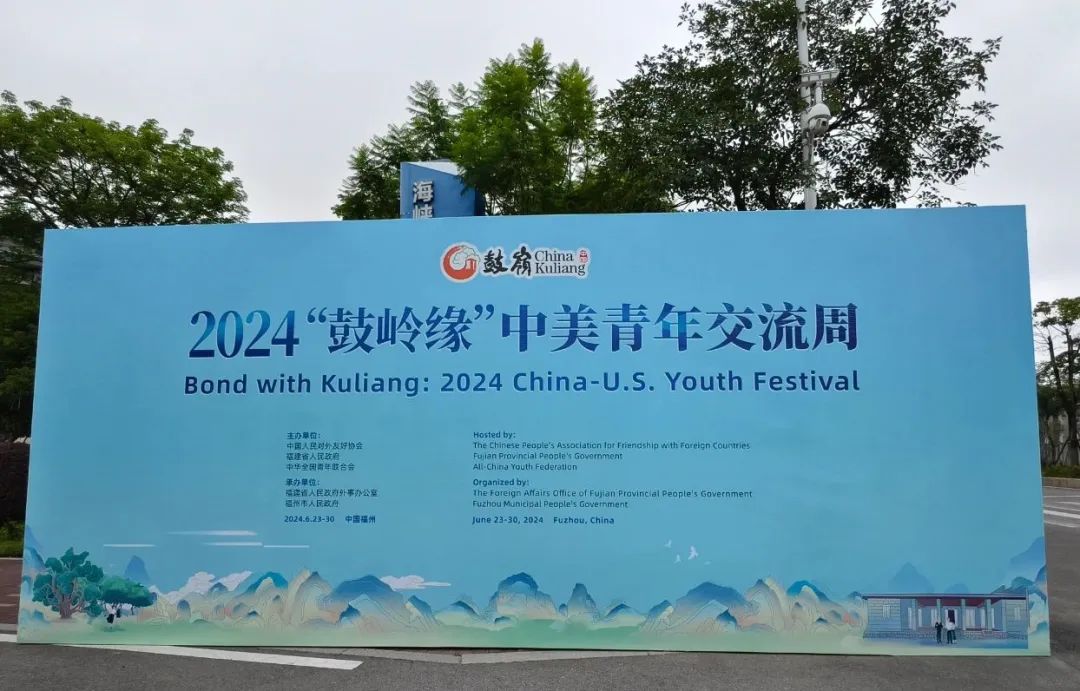 海峡
鼓岭 China
Kuliang
2024“鼓岭缘”中美青年交流周
Bond with Kuliang: 2024 China-U.S. Youth Festival
主办单位：
中国人民对外友好协会
福建省人民政府
中华全国青年联合会
承办单位：
福建省人民政府外事办公室
福州市人民政府
2024.6.23-30 中国福州
Hosted by:
The Chinese People's Association for Friendship with Foreign Countries
Fujian Provincial People's Government
All-China Youth Federation
Organized by:
The Foreign Affairs Office of Fujian Provincial People's Government
Fuzhou Municipal People's Government
June 23-30, 2024 Fuzhou, China